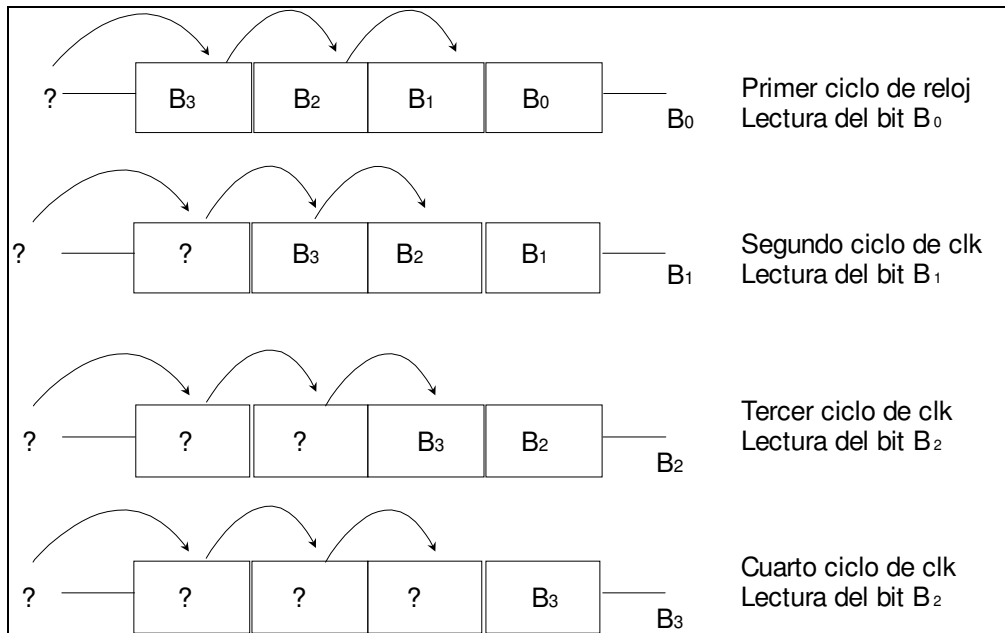 ? B₃ B₂ B₁ B₀ B₀
Primer ciclo de reloj
Lectura del bit B₀
? ? B₃ B₂ B₁ B₁
Segundo ciclo de clk
Lectura del bit B₁
? ? ? B₃ B₂ B₂
Tercer ciclo de clk
Lectura del bit B₂
? ? ? ? B₃ B₃
Cuarto ciclo de clk
Lectura del bit B₂